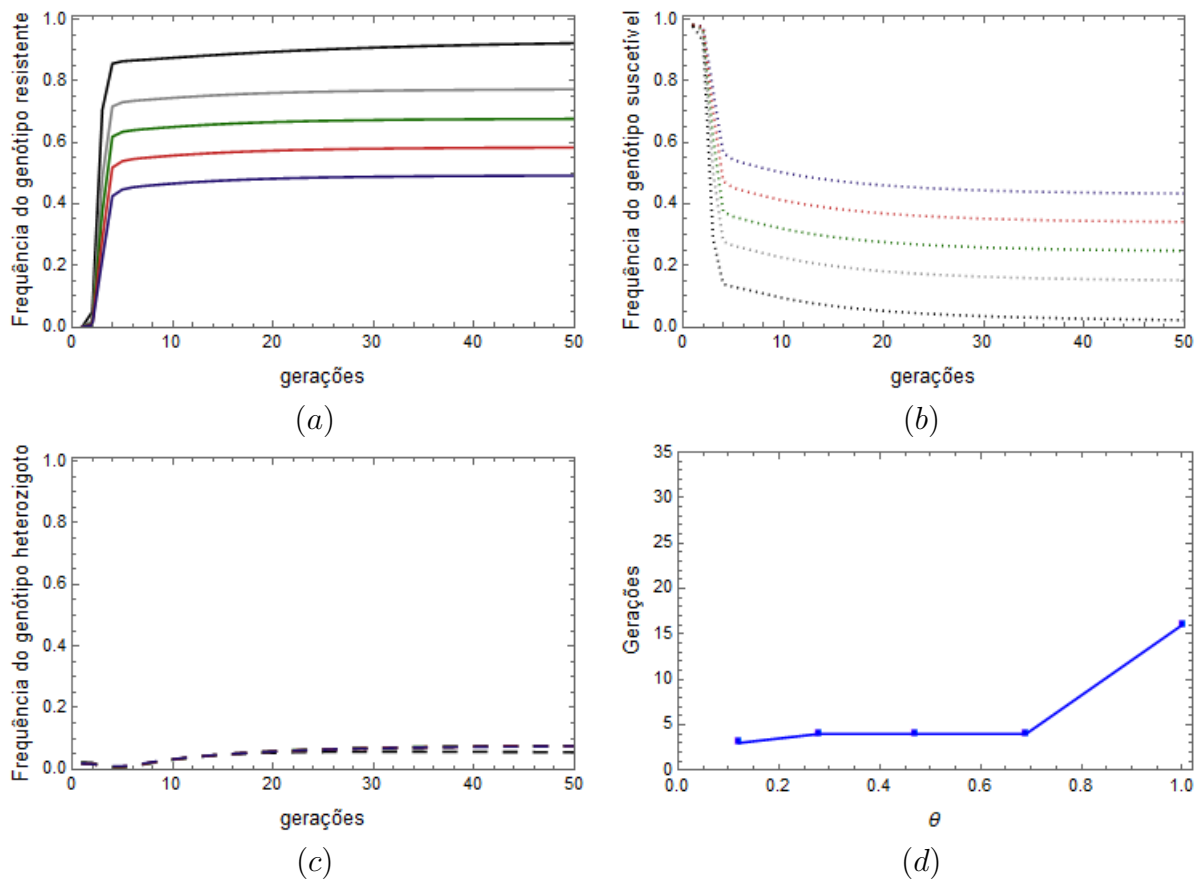 Frequência do genótipo resistente
1.0
0.8
0.6
0.4
0.2
0.0
0 10 20 30 40 50
gerações
(a)
Frequência do genótipo suscetível
1.0
0.8
0.6
0.4
0.2
0.0
0 10 20 30 40 50
gerações
(b)
Frequência do genótipo heterozigoto
1.0
0.8
0.6
0.4
0.2
0.0
0 10 20 30 40 50
gerações
(c)
Gerações
35
30
25
20
15
10
5
0
0.0 0.2 0.4 0.6 0.8 1.0
θ
(d)